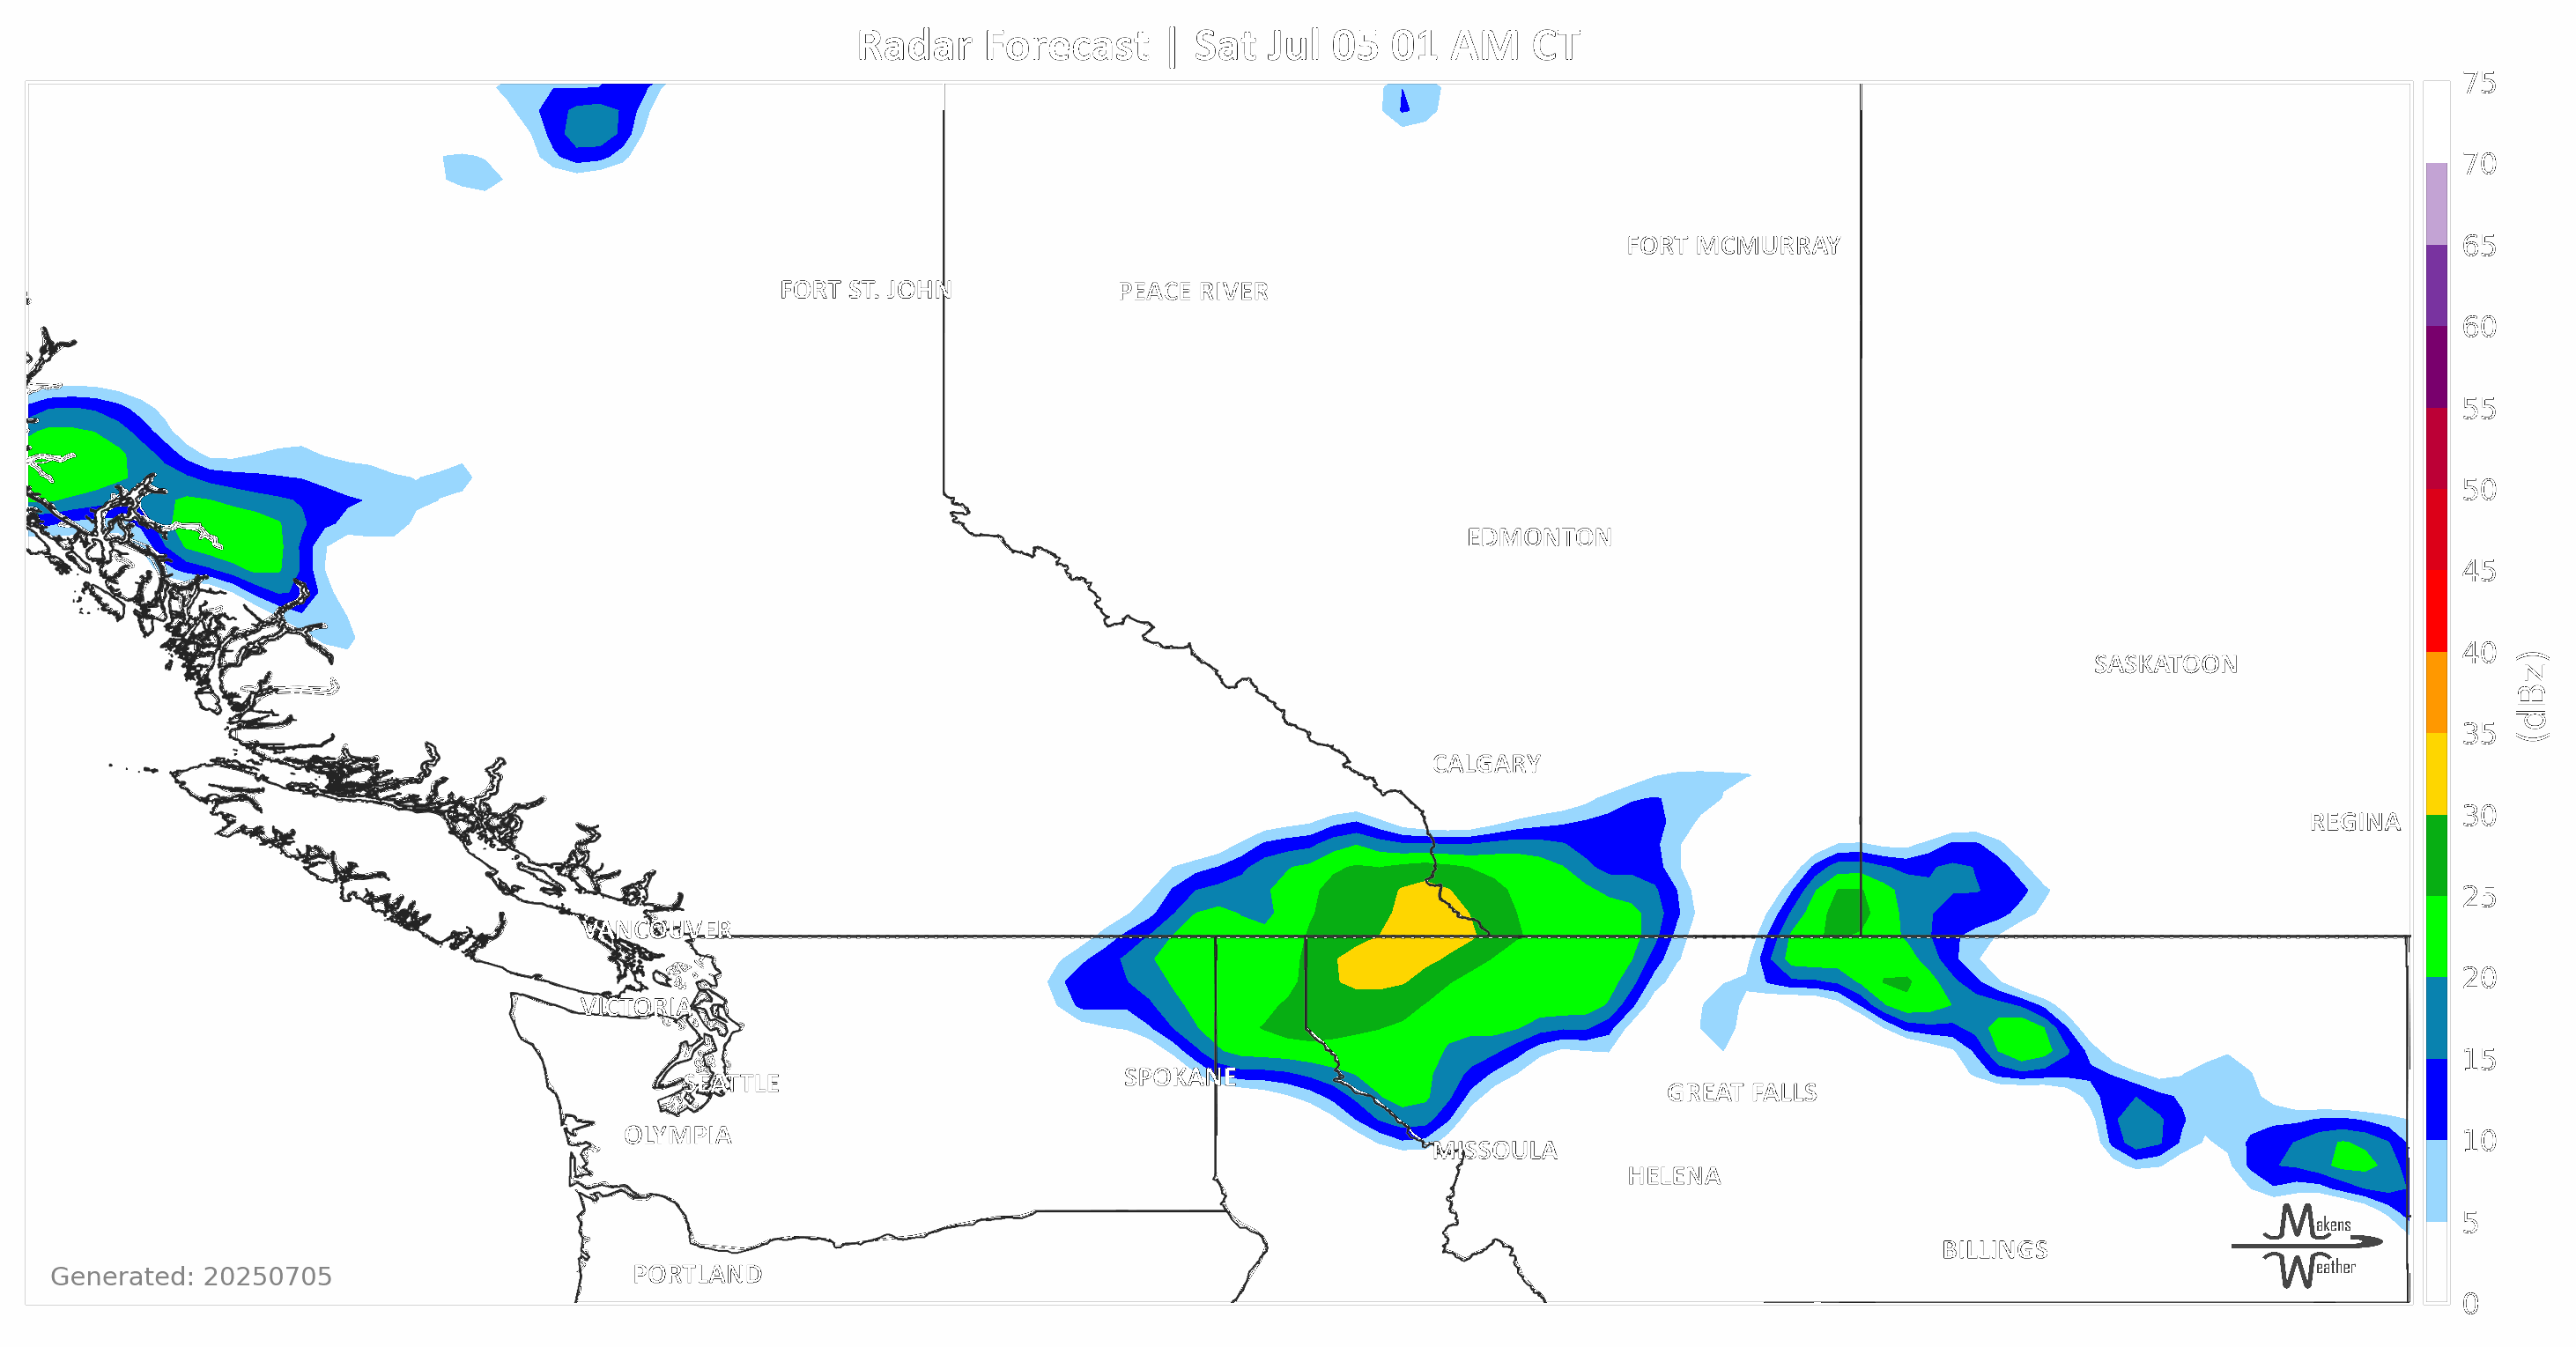 Radar Forecast | Sat Jul 05 01 AM CT
75
70
FORT MCMURRAY
65
FORT ST. JOHN
PEACE RIVER
60
55
50
EDMONTON
45
40
SASKATOON
(dBz)
35
CALGARY
30
REGINA
25
VANCOUVER
20
VICTORIA
15
SPOKANE
SEATTLE
GREAT FALLS
10
OLYMPIA
MISSOULA
HELENA
5
Makens
Weather
BILLINGS
Generated: 20250705
PORTLAND
0